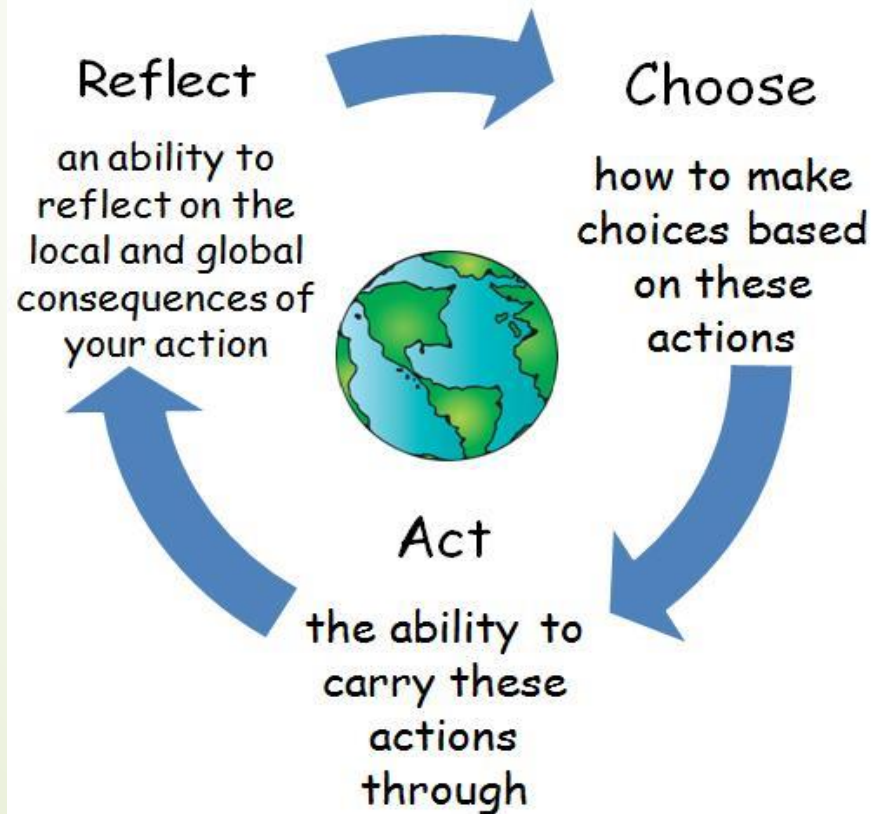 Reflect
an ability to
reflect on the
local and global
consequences of
your action
Choose
how to make
choices based
on these
actions
Act
the ability to
carry these
actions
through